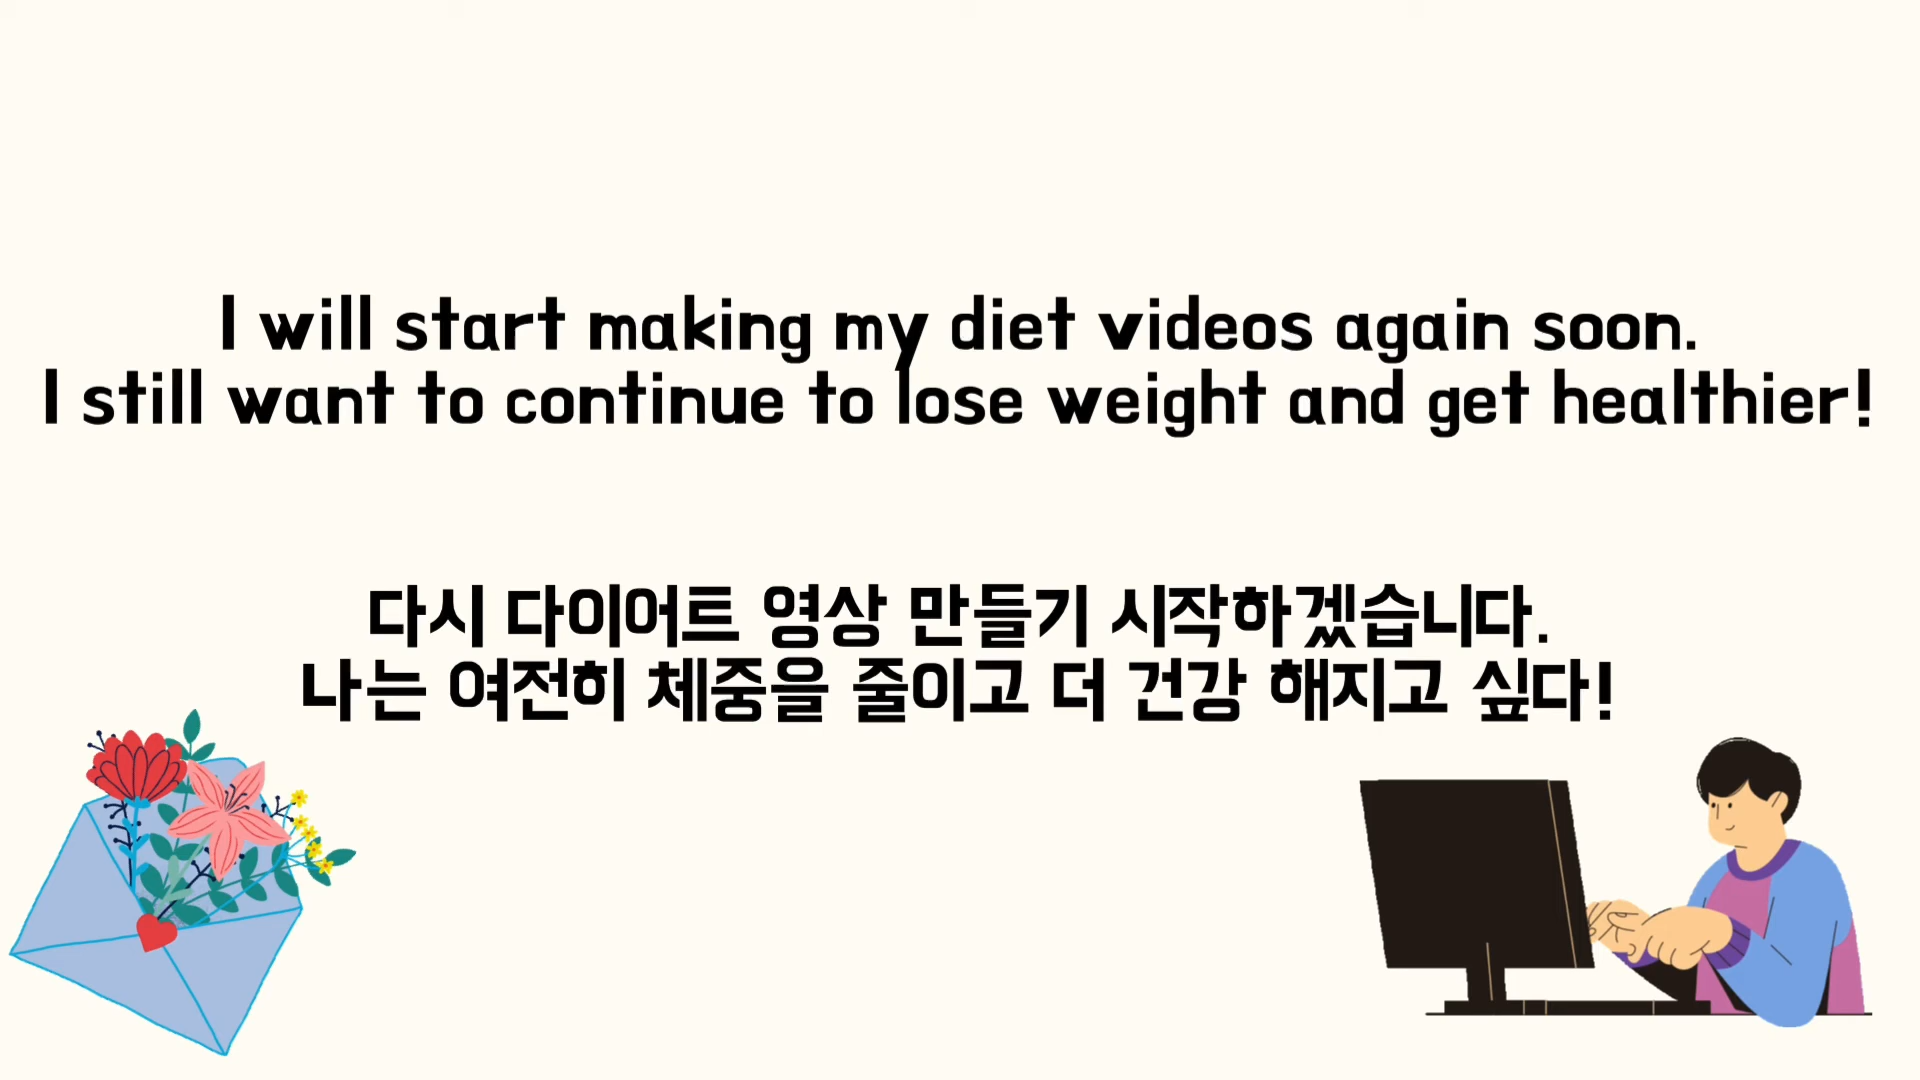 I will start making my diet videos again soon.
I still want to continue to lose weight and get healthier!
다시 다이어트 영상 만들기 시작하겠습니다.
나는 여전히 체중을 줄이고 더 건강 해지고 싶다!